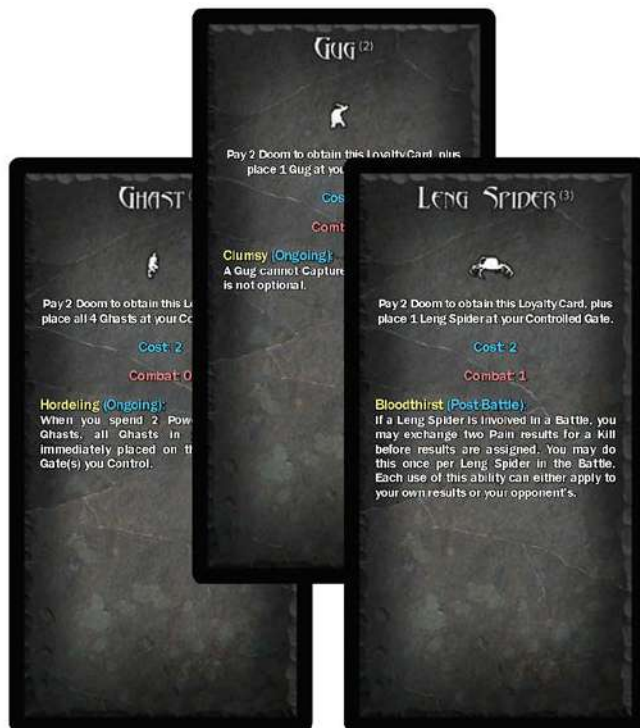 GUG (2)
Pay 2 Doom to obtain this Loyalty Card, plus
place 1 Gug at you
Cos
Comb
Clumsy (Ongoing):
A Gug cannot Capture
is not optional.
GHAST
Pay 2 Doom to obtain this L
place all 4 Ghasts at your Co
Cost: 2
Combat: 0
Hordeling (Ongoing):
When you spend 2 Pow
Ghasts, all Ghasts in
immediately placed on th
Gate(s) you Control.
LENG SPIDER (3)
Pay 2 Doom to obtain this Loyalty Card, plus
place 1 Leng Spider at your Controlled Gate.
Cost: 2
Combat: 1
Bloodthirst (Post-Battle):
If a Leng Spider is involved in a Battle, you
may exchange two Pain results for a Kill
before results are assigned. You may do
this once per Leng Spider in the Battle.
Each use of this ability can either apply to
your own results or your opponent's.